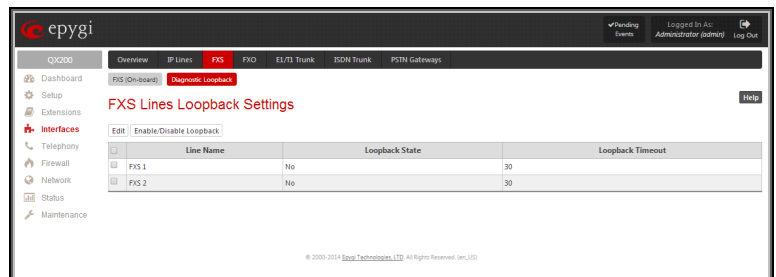 epygi
✔Pending Events
Logged In As:
Administrator (admin)
Log Out
QX200
Dashboard
Setup
Extensions
Interfaces
Telephony
Firewall
Network
Status
Maintenance
Overview IP Lines FXS FXO E1/T1 Trunk ISDN Trunk PSTN Gateways
FXS (On-board) Diagnostic Loopback
FXS Lines Loopback Settings
Help
Edit Enable/Disable Loopback
Line Name Loopback State Loopback Timeout
FXS 1 No 30
FXS 2 No 30
© 2000-2014 Epygi Technologies, LTD. All Rights Reserved. (en_US)